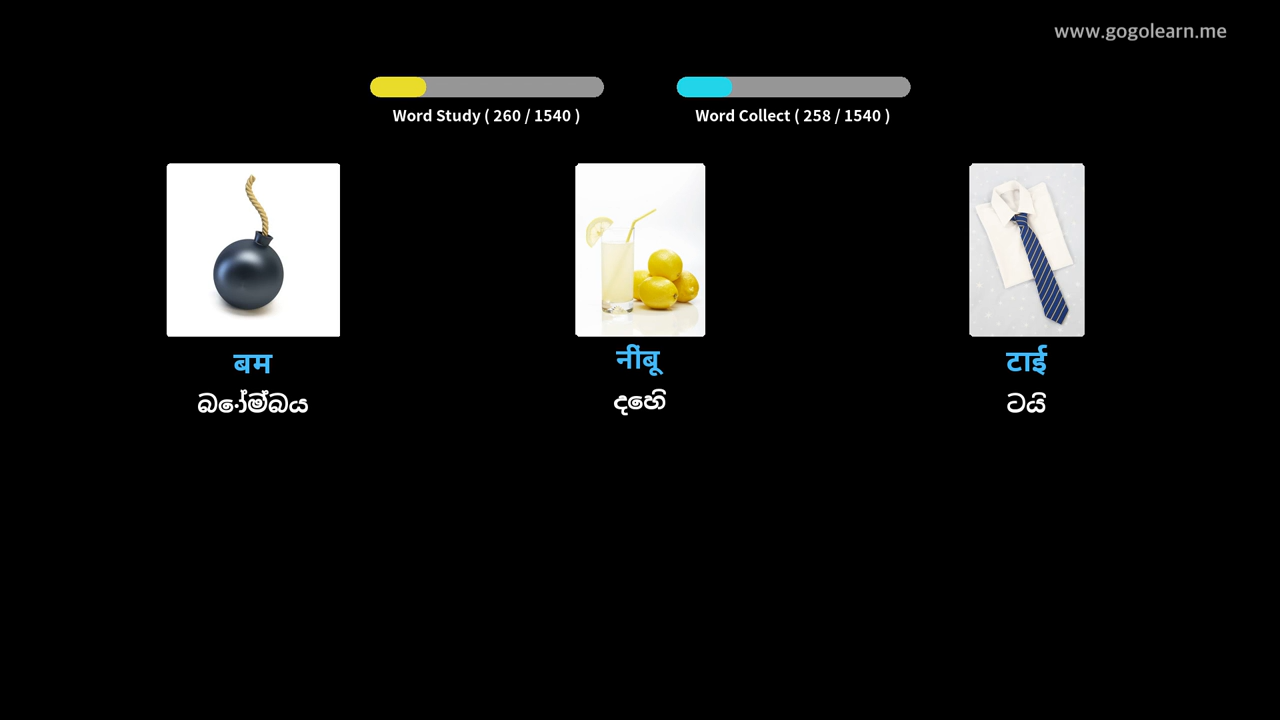 www.gogolearn.me
Word Study ( 260 / 1540 )
Word Collect ( 258 / 1540 )
बम
नींबू
टाई
බෝම්බය
දෙහි
ටයි